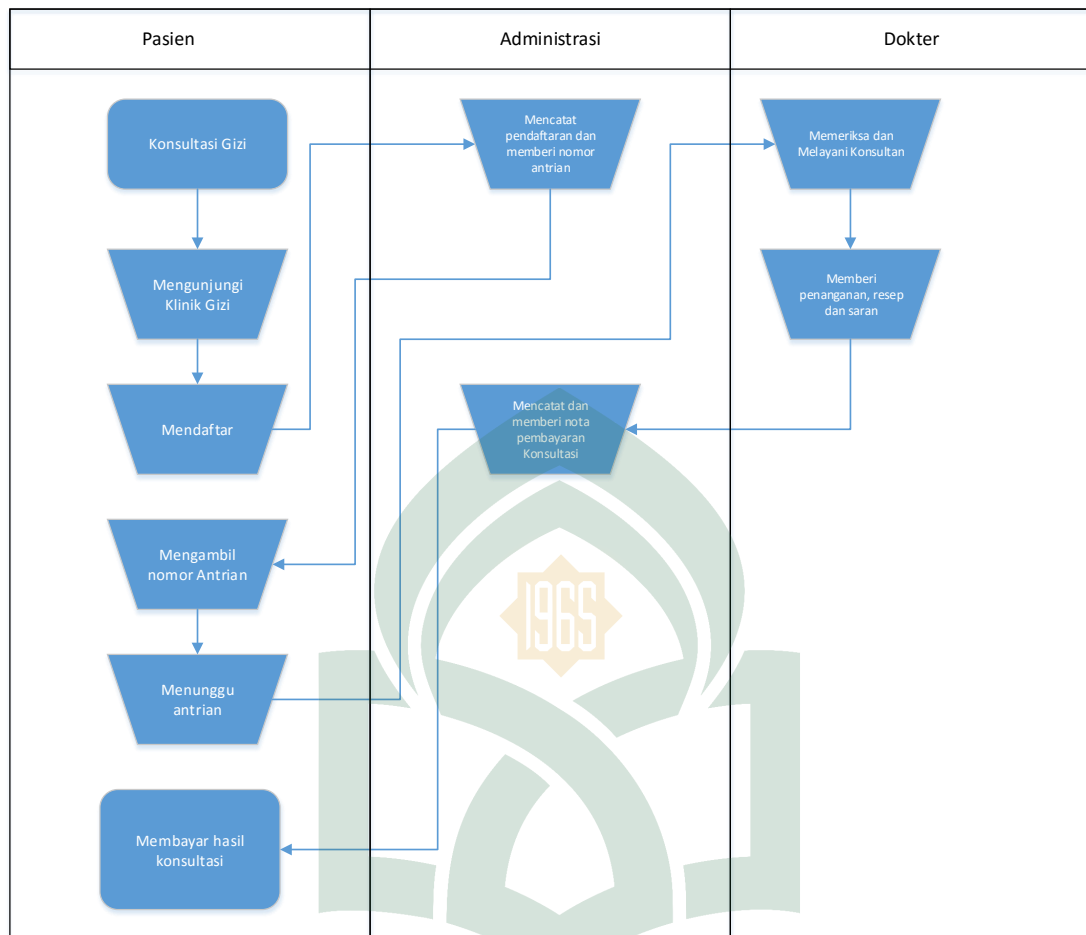 Pasien
Administrasi
Dokter
Konsultasi Gizi
Mencatat
pendaftaran dan
memberi nomor
antrian
Memeriksa dan
Melayani Konsultan
Mengunjungi
Klinik Gizi
Memberi
penanganan, resep
dan saran
Mendaftar
Mencatat dan
memberi nota
pembayaran
Konsultasi
Mengambil
nomor Antrian
1965
Menunggu
antrian
Membayar hasil
konsultasi